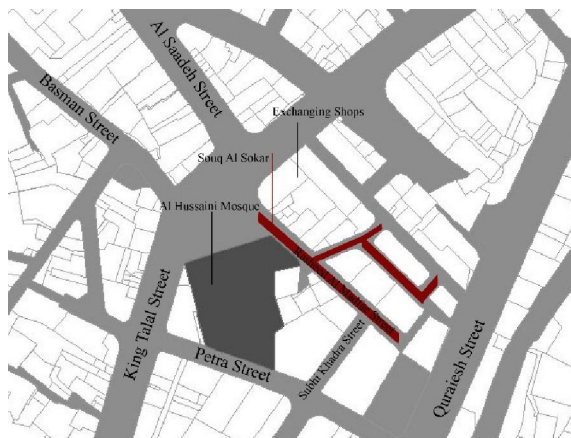 Al Saadeh Street
Basman Street
Exchanging Shops
Souq Al Sokar
Al Hussaini Mosque
King Talal Street
Petra Street
Subhi Khadra Street
Quraiesh Street